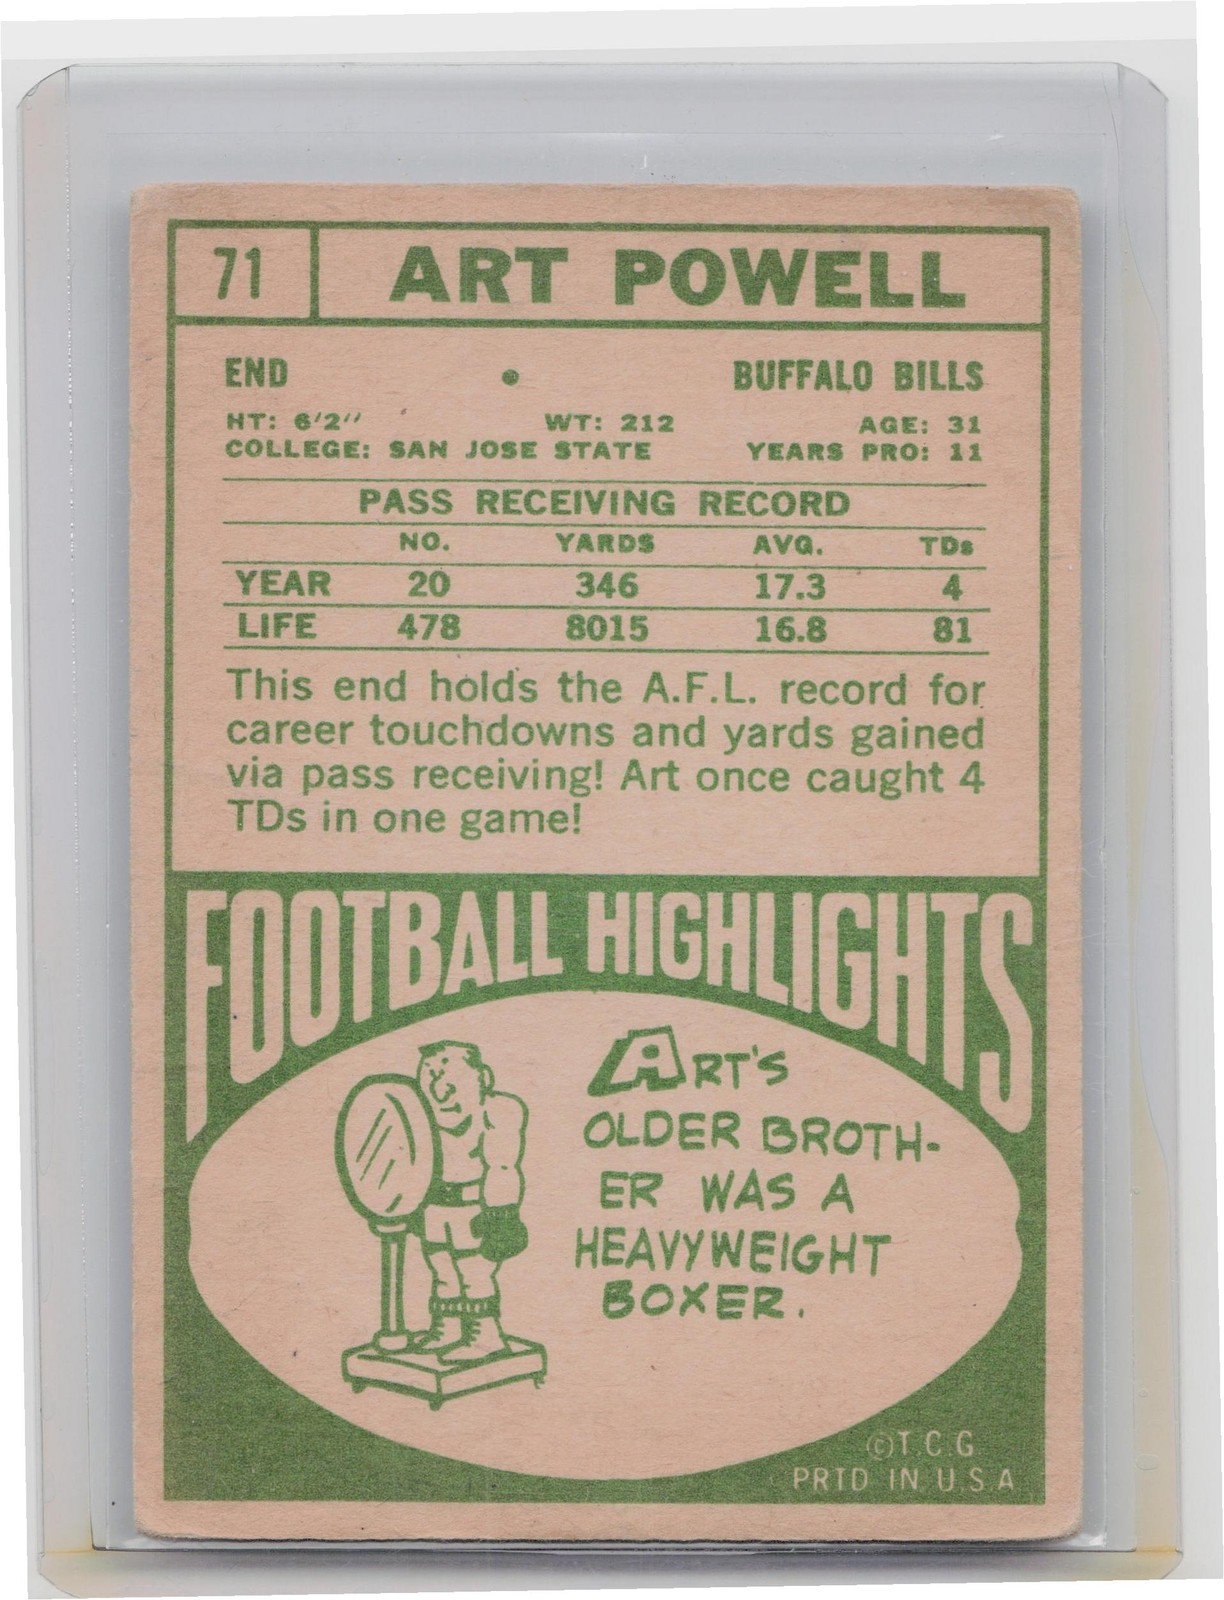 71 ART POWELL
END • BUFFALO BILLS
HT: 6'2" WT: 212 AGE: 31
COLLEGE: SAN JOSE STATE YEARS PRO: 11
PASS RECEIVING RECORD
NO. YARDS AVG. TDs
YEAR 20 346 17.3 4
LIFE 478 8015 16.8 81
This end holds the A.F.L. record for
career touchdowns and yards gained
via pass receiving! Art once caught 4
TDs in one game!
FOOTBALL HIGHLIGHTS
ART'S
OLDER BROTH-
ER WAS A
HEAVYWEIGHT
BOXER.
©T.C.G.
PRTD IN U.S.A